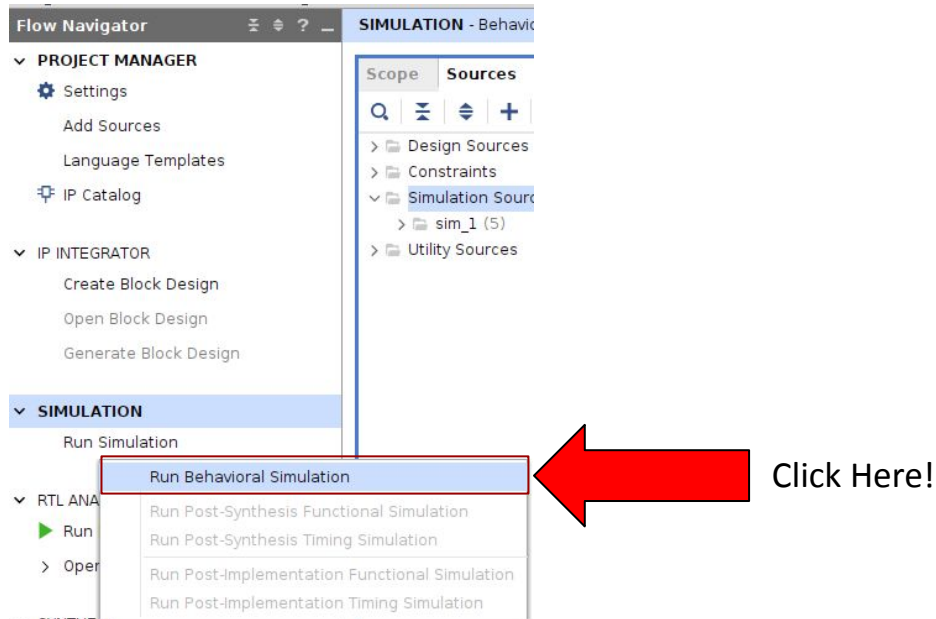 Flow Navigator
SIMULATION - Behavio
PROJECT MANAGER
Settings
Add Sources
Language Templates
IP Catalog
IP INTEGRATOR
Create Block Design
Open Block Design
Generate Block Design
SIMULATION
Run Simulation
RTL ANA
Run
Oper
Scope Sources
Design Sources
Constraints
Simulation Sourc
sim_1 (5)
Utility Sources
Run Behavioral Simulation
Run Post-Synthesis Functional Simulation
Run Post-Synthesis Timing Simulation
Run Post-Implementation Functional Simulation
Run Post-Implementation Timing Simulation
Click Here!